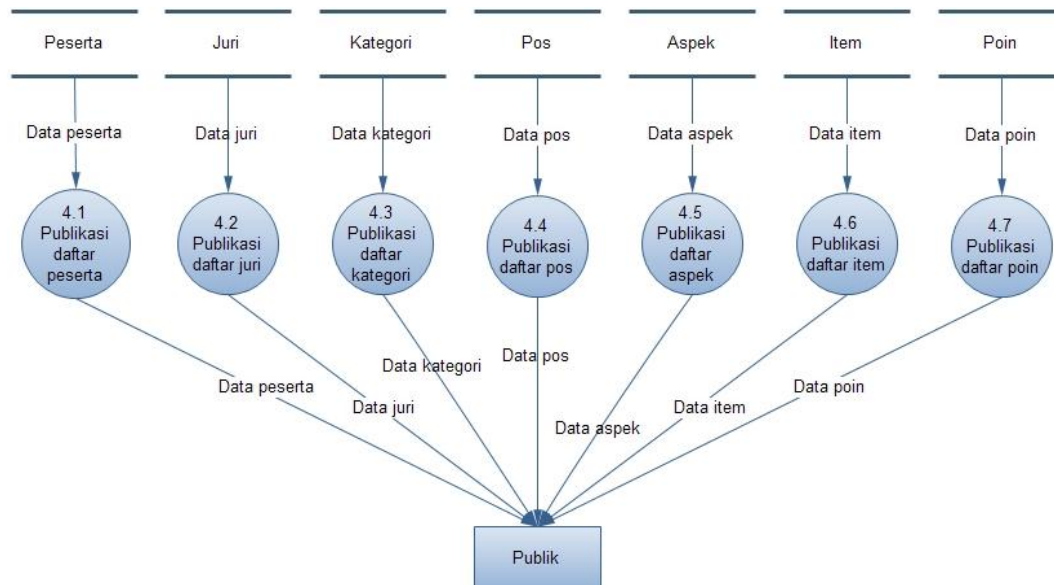 Peserta
Juri
Kategori
Pos
Aspek
Item
Poin
Data peserta
Data juri
Data kategori
Data pos
Data aspek
Data item
Data poin
4.1
Publikasi
daftar
peserta
4.2
Publikasi
daftar juri
4.3
Publikasi
daftar
kategori
4.4
Publikasi
daftar pos
4.5
Publikasi
daftar
aspek
4.6
Publikasi
daftar item
4.7
Publikasi
daftar poin
Data peserta
Data juri
Data kategori
Data pos
Data aspek
Data item
Data poin
Publik